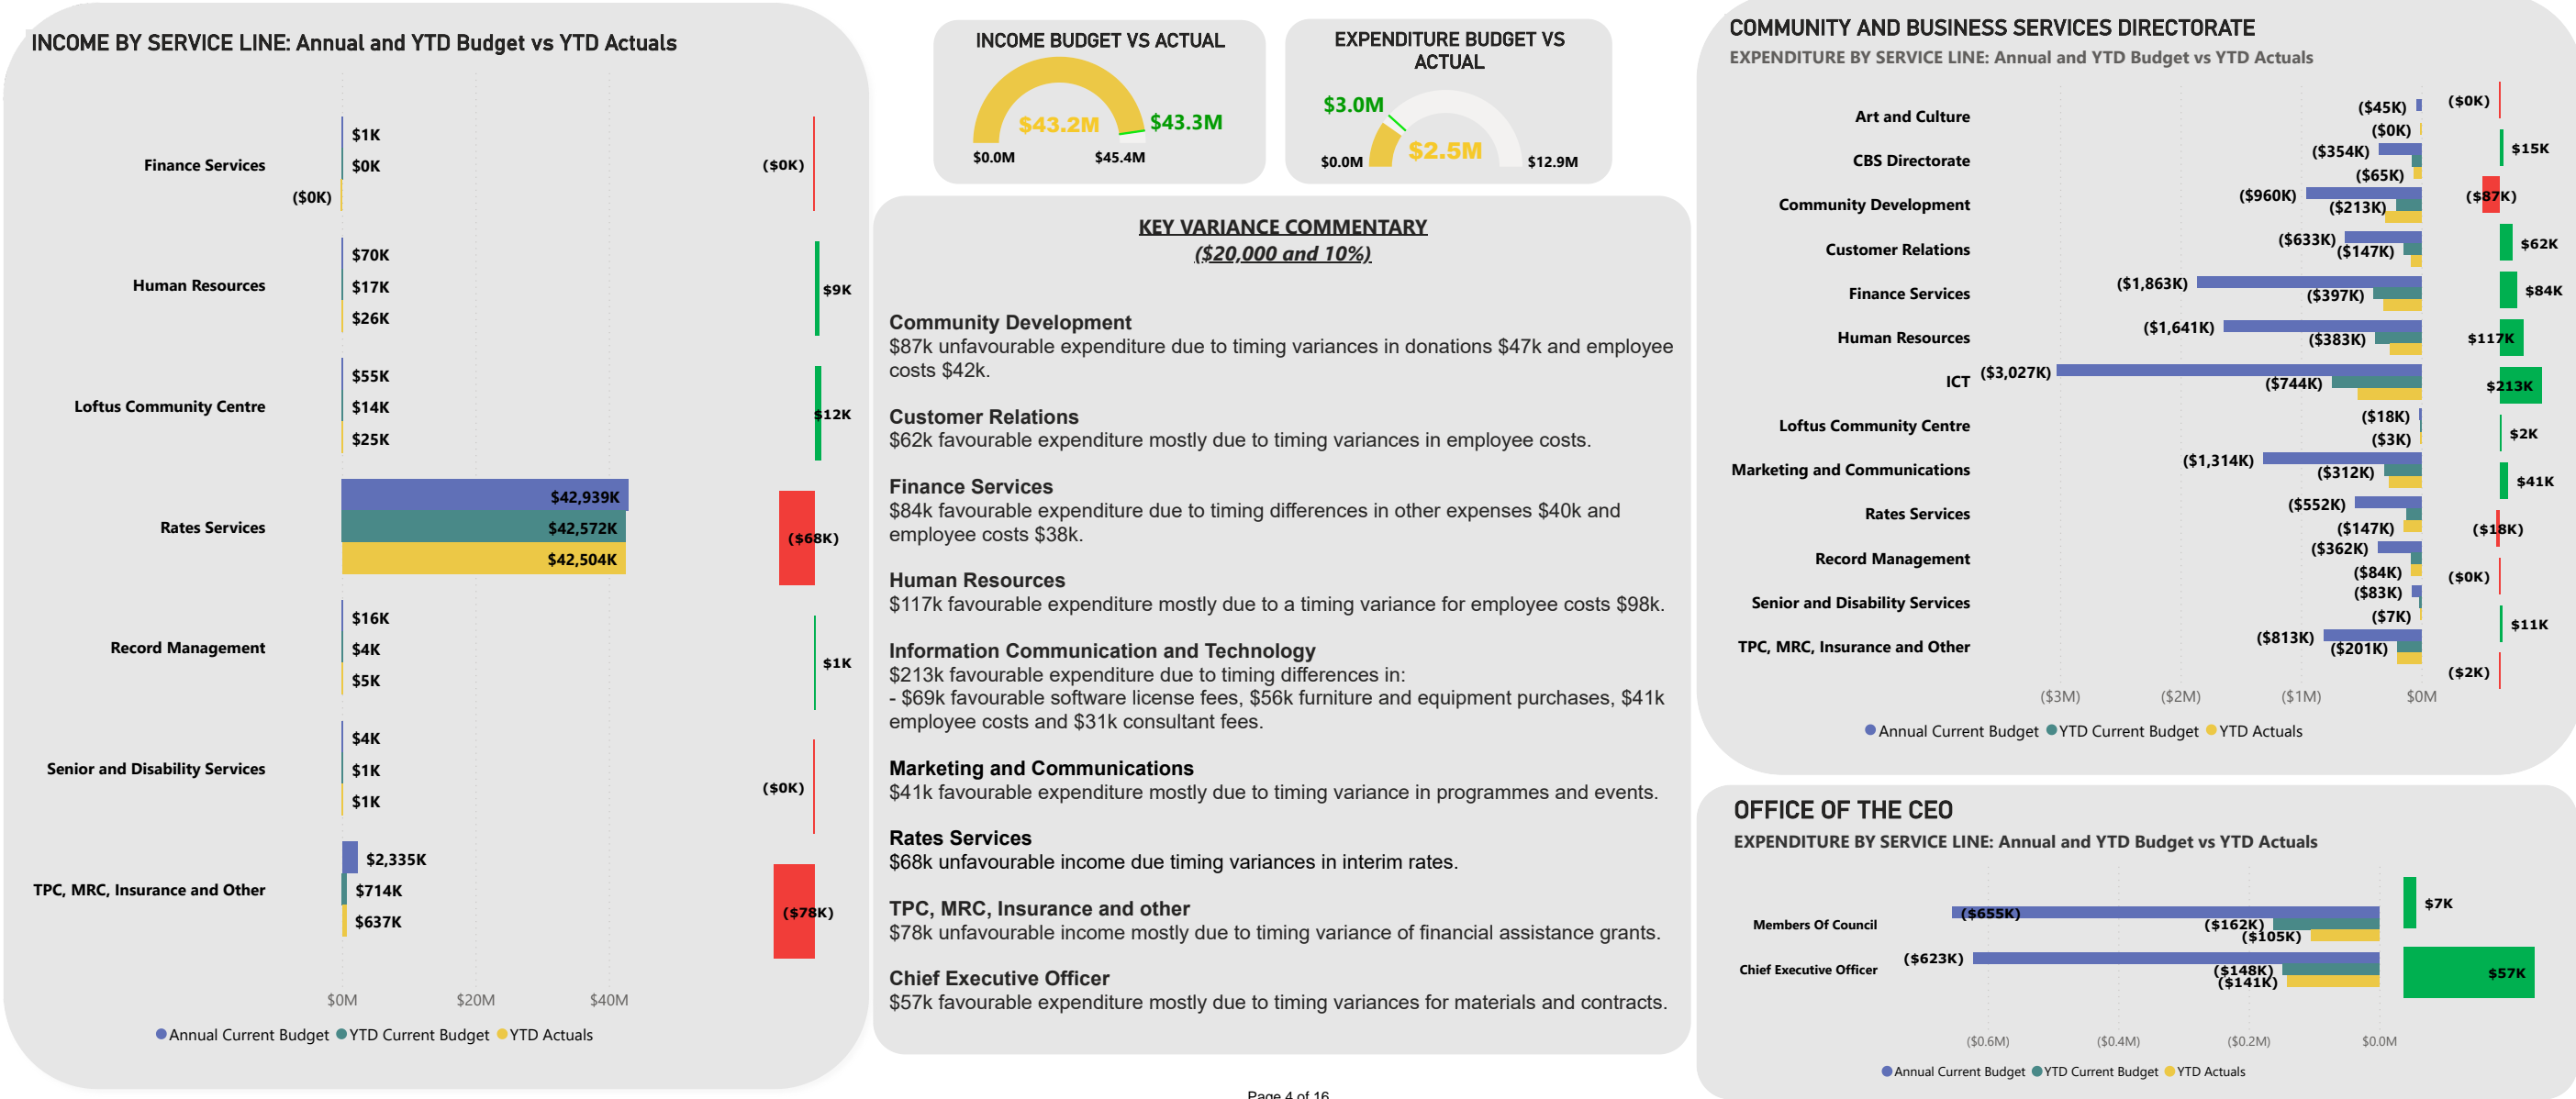 INCOME BY SERVICE LINE: Annual and YTD Budget vs YTD Actuals
Finance Services
$1K
$0K
($0K)
($0K)
Human Resources
$70K
$17K
$26K
$9K
Loftus Community Centre
$55K
$14K
$25K
$12K
Rates Services
$42,939K
$42,572K
$42,504K
($68K)
Record Management
$16K
$4K
$5K
$1K
Senior and Disability Services
$4K
$1K
$1K
($0K)
TPC, MRC, Insurance and Other
$2,335K
$714K
$637K
($78K)
$0M $20M $40M
Annual Current Budget YTD Current Budget YTD Actuals
INCOME BUDGET VS ACTUAL
$43.2M
$43.3M
$0.0M $45.4M
EXPENDITURE BUDGET VS
ACTUAL
$3.0M
$2.5M
$0.0M $12.9M
KEY VARIANCE COMMENTARY
($20,000 and 10%)
Community Development
$87k unfavourable expenditure due to timing variances in donations $47k and employee
costs $42k.
Customer Relations
$62k favourable expenditure mostly due to timing variances in employee costs.
Finance Services
$84k favourable expenditure due to timing differences in other expenses $40k and
employee costs $38k.
Human Resources
$117k favourable expenditure mostly due to a timing variance for employee costs $98k.
Information Communication and Technology
$213k favourable expenditure due to timing differences in:
- $69k favourable software license fees, $56k furniture and equipment purchases, $41k
employee costs and $31k consultant fees.
Marketing and Communications
$41k favourable expenditure mostly due to timing variance in programmes and events.
Rates Services
$68k unfavourable income due timing variances in interim rates.
TPC, MRC, Insurance and other
$78k unfavourable income mostly due to timing variance of financial assistance grants.
Chief Executive Officer
$57k favourable expenditure mostly due to timing variances for materials and contracts.
Page 4 of 16
COMMUNITY AND BUSINESS SERVICES DIRECTORATE
EXPENDITURE BY SERVICE LINE: Annual and YTD Budget vs YTD Actuals
Art and Culture
($45K)
($0K)
($0K)
CBS Directorate
($354K)
($65K)
$15K
Community Development
($960K)
($213K)
($87K)
Customer Relations
($633K)
($147K)
$62K
Finance Services
($1,863K)
($397K)
$84K
Human Resources
($1,641K)
($383K)
$117K
ICT
($3,027K)
($744K)
$213K
Loftus Community Centre
($18K)
($3K)
$2K
Marketing and Communications
($1,314K)
($312K)
$41K
Rates Services
($552K)
($147K)
($18K)
Record Management
($362K)
($84K)
($0K)
Senior and Disability Services
($83K)
($7K)
$11K
TPC, MRC, Insurance and Other
($813K)
($201K)
($2K)
($3M) ($2M) ($1M) $0M
Annual Current Budget YTD Current Budget YTD Actuals
OFFICE OF THE CEO
EXPENDITURE BY SERVICE LINE: Annual and YTD Budget vs YTD Actuals
Members Of Council
($655K)
($162K)
($105K)
$7K
Chief Executive Officer
($623K)
($148K)
($141K)
$57K
($0.6M) ($0.4M) ($0.2M) $0.0M
Annual Current Budget YTD Current Budget YTD Actuals